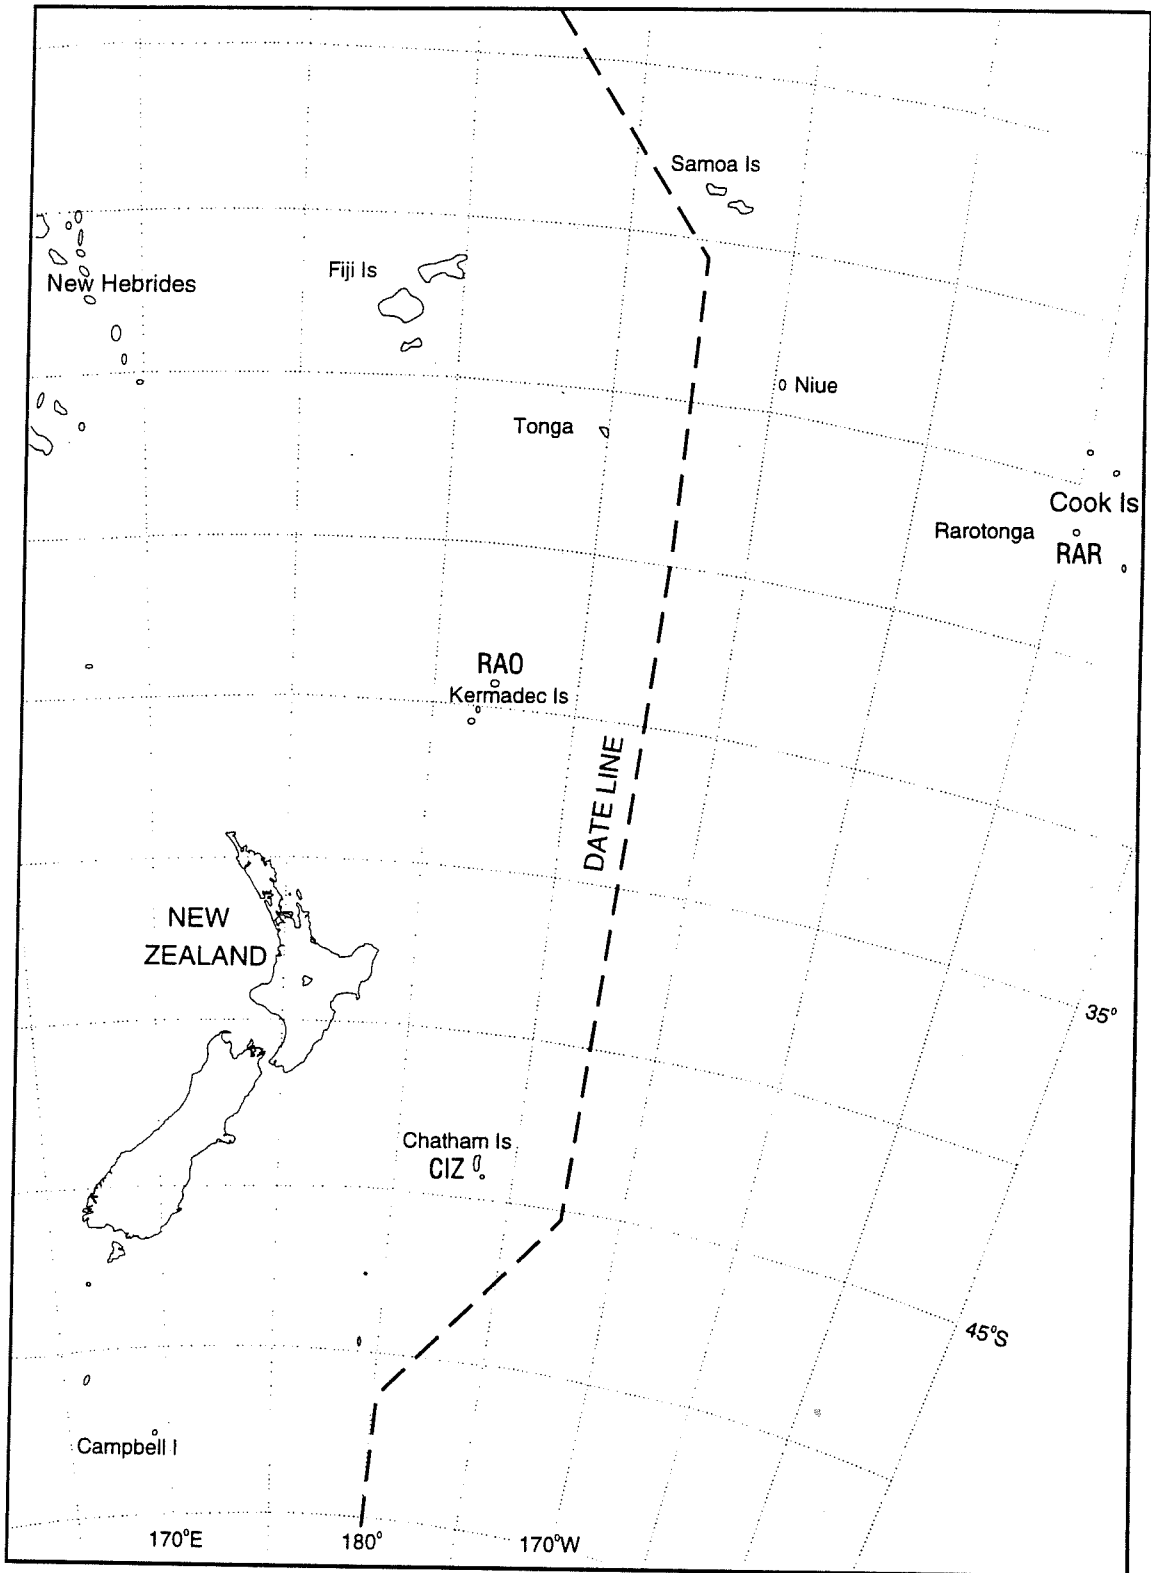 Samoa Is
Fiji Is
New Hebrides
Niue
Tonga
Cook Is
Rarotonga
RAR
RAO
Kermadec Is
DATE LINE
NEW
ZEALAND
35°
Chatham Is
CIZ
45°S
Campbell I
170°E
180°
170°W